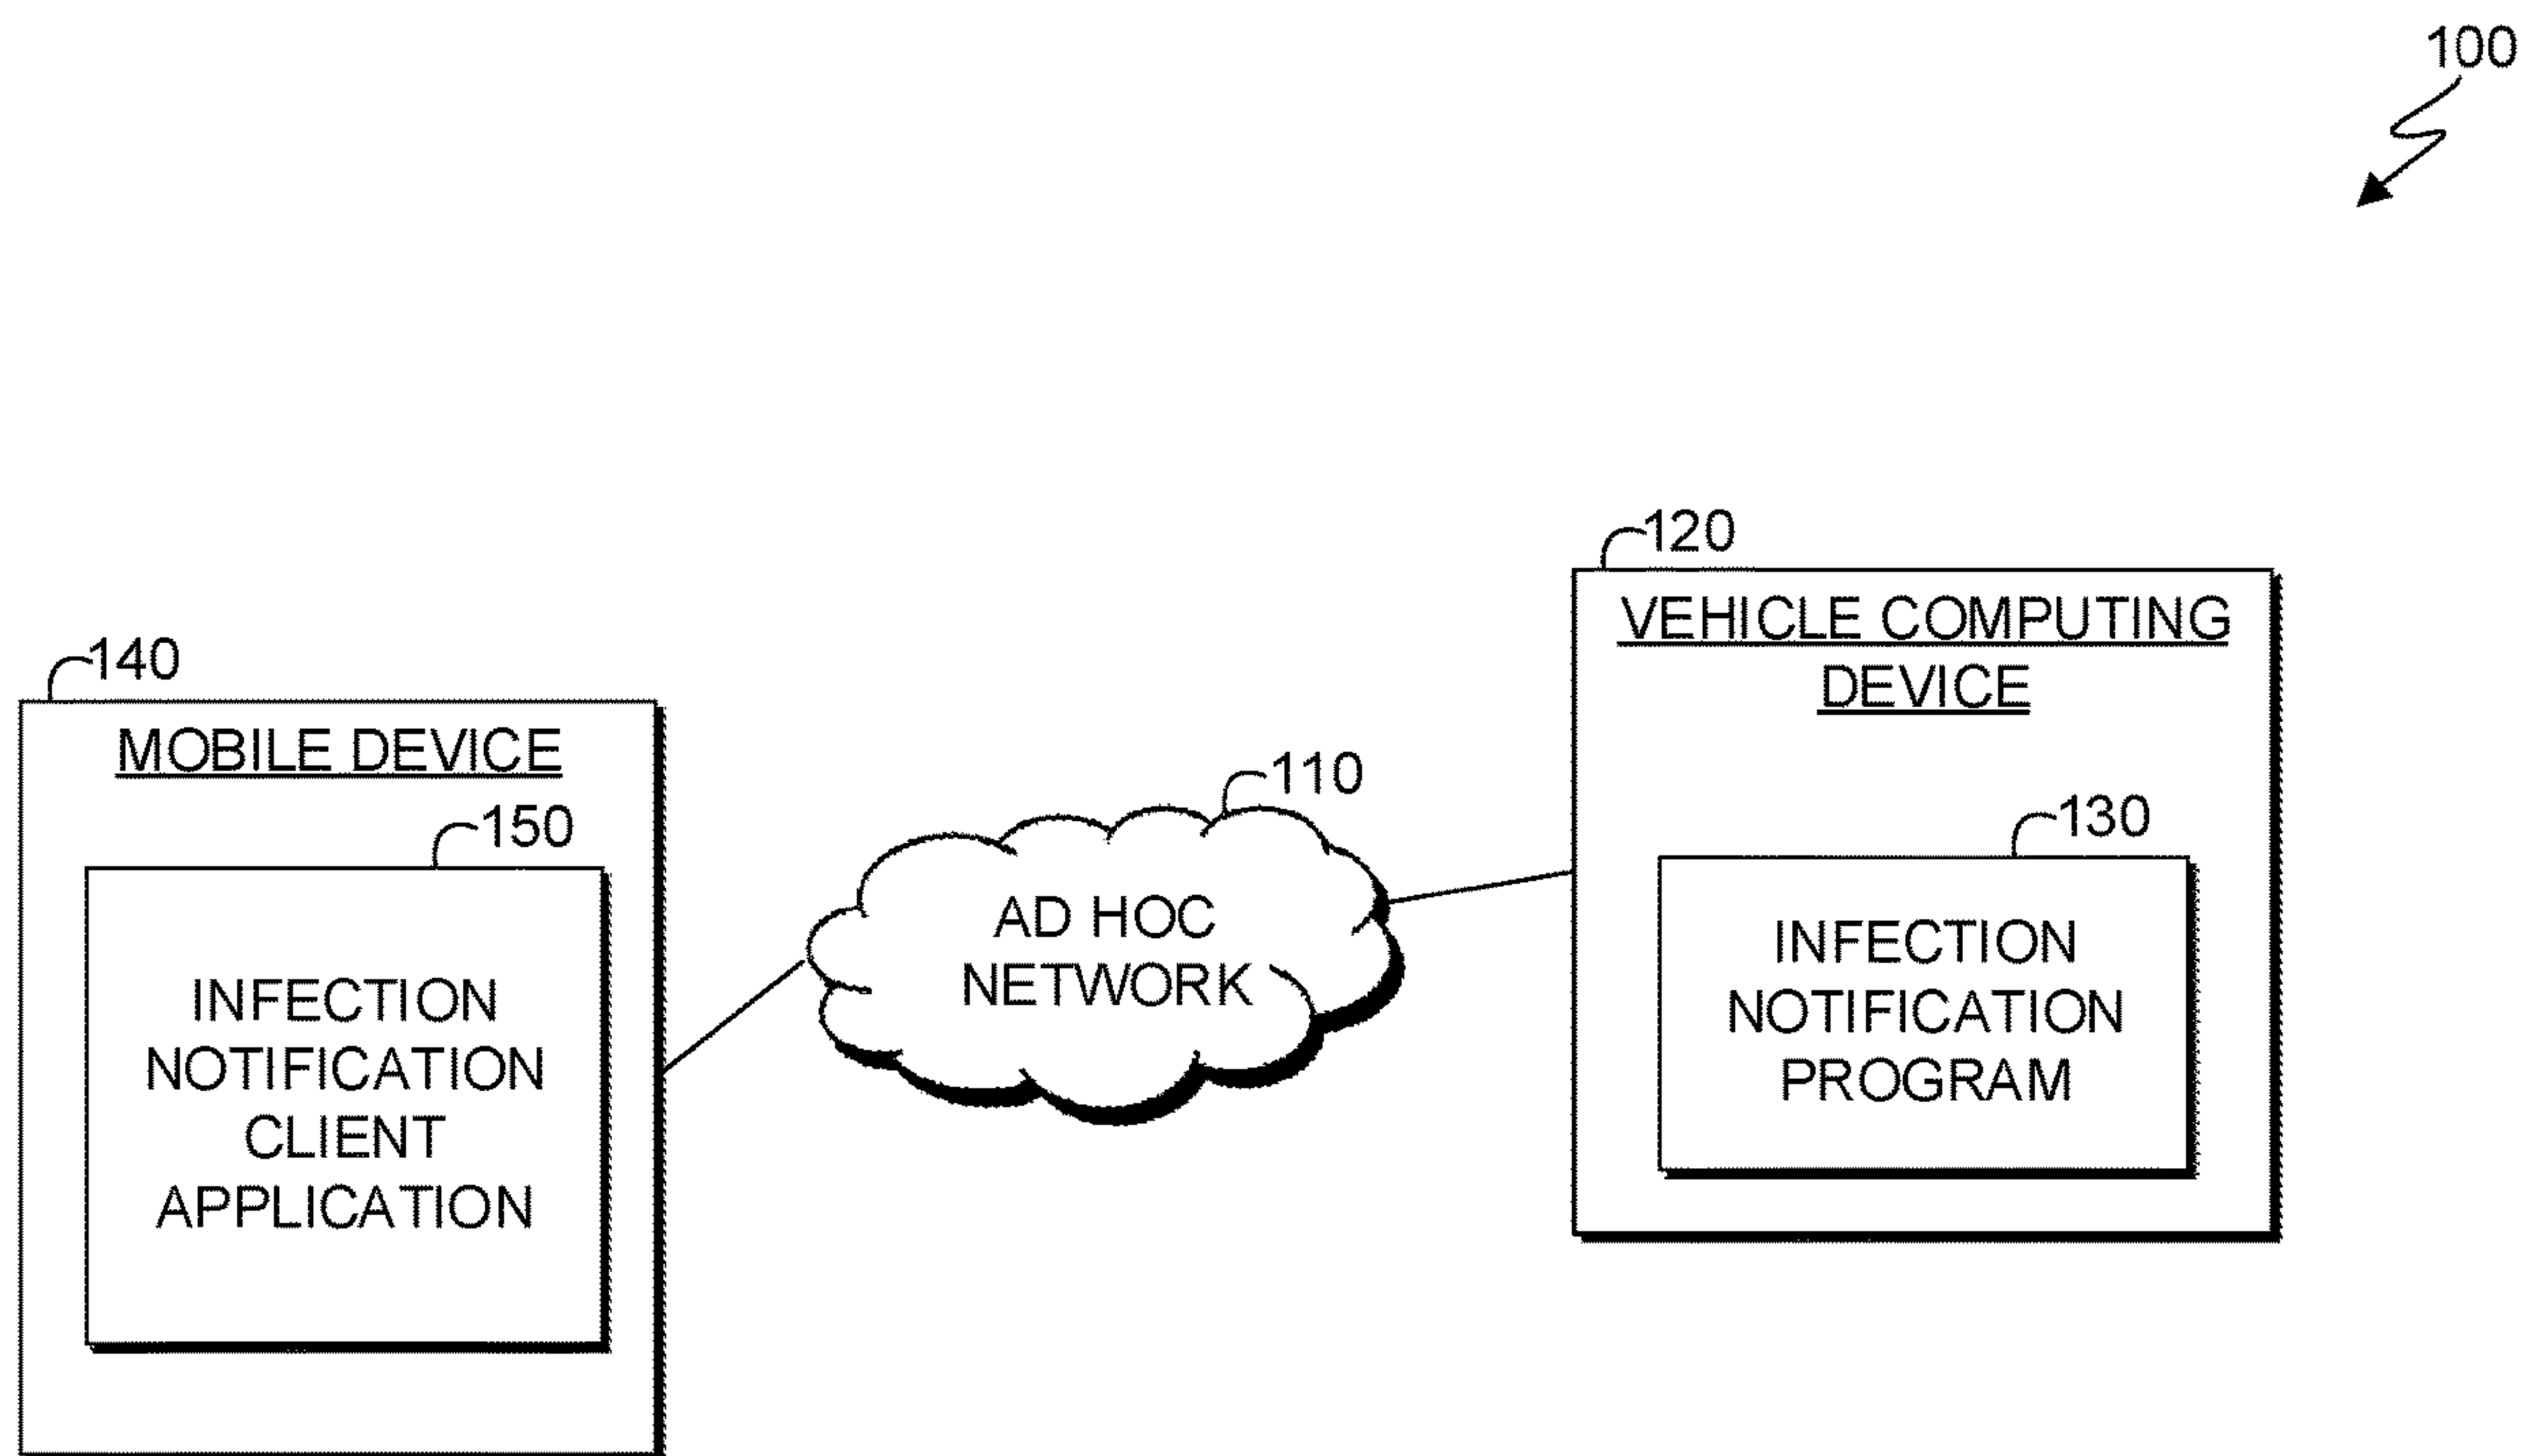 100
120
VEHICLE COMPUTING
DEVICE
140
MOBILE DEVICE
110
130
150
AD HOC
NETWORK
INFECTION
NOTIFICATION
PROGRAM
INFECTION
NOTIFICATION
CLIENT
APPLICATION